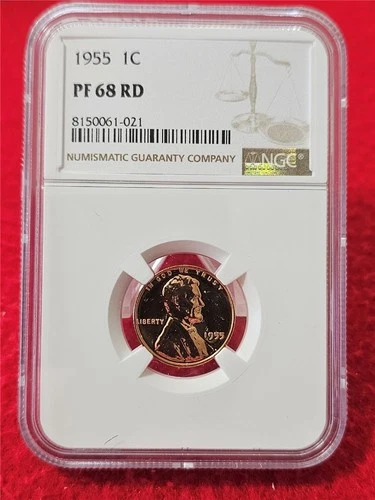 1955 1C
PF 68 RD
8150061-021
NUMISMATIC GUARANTY COMPANY
NGC®
IN GOD WE TRUST
LIBERTY
1955